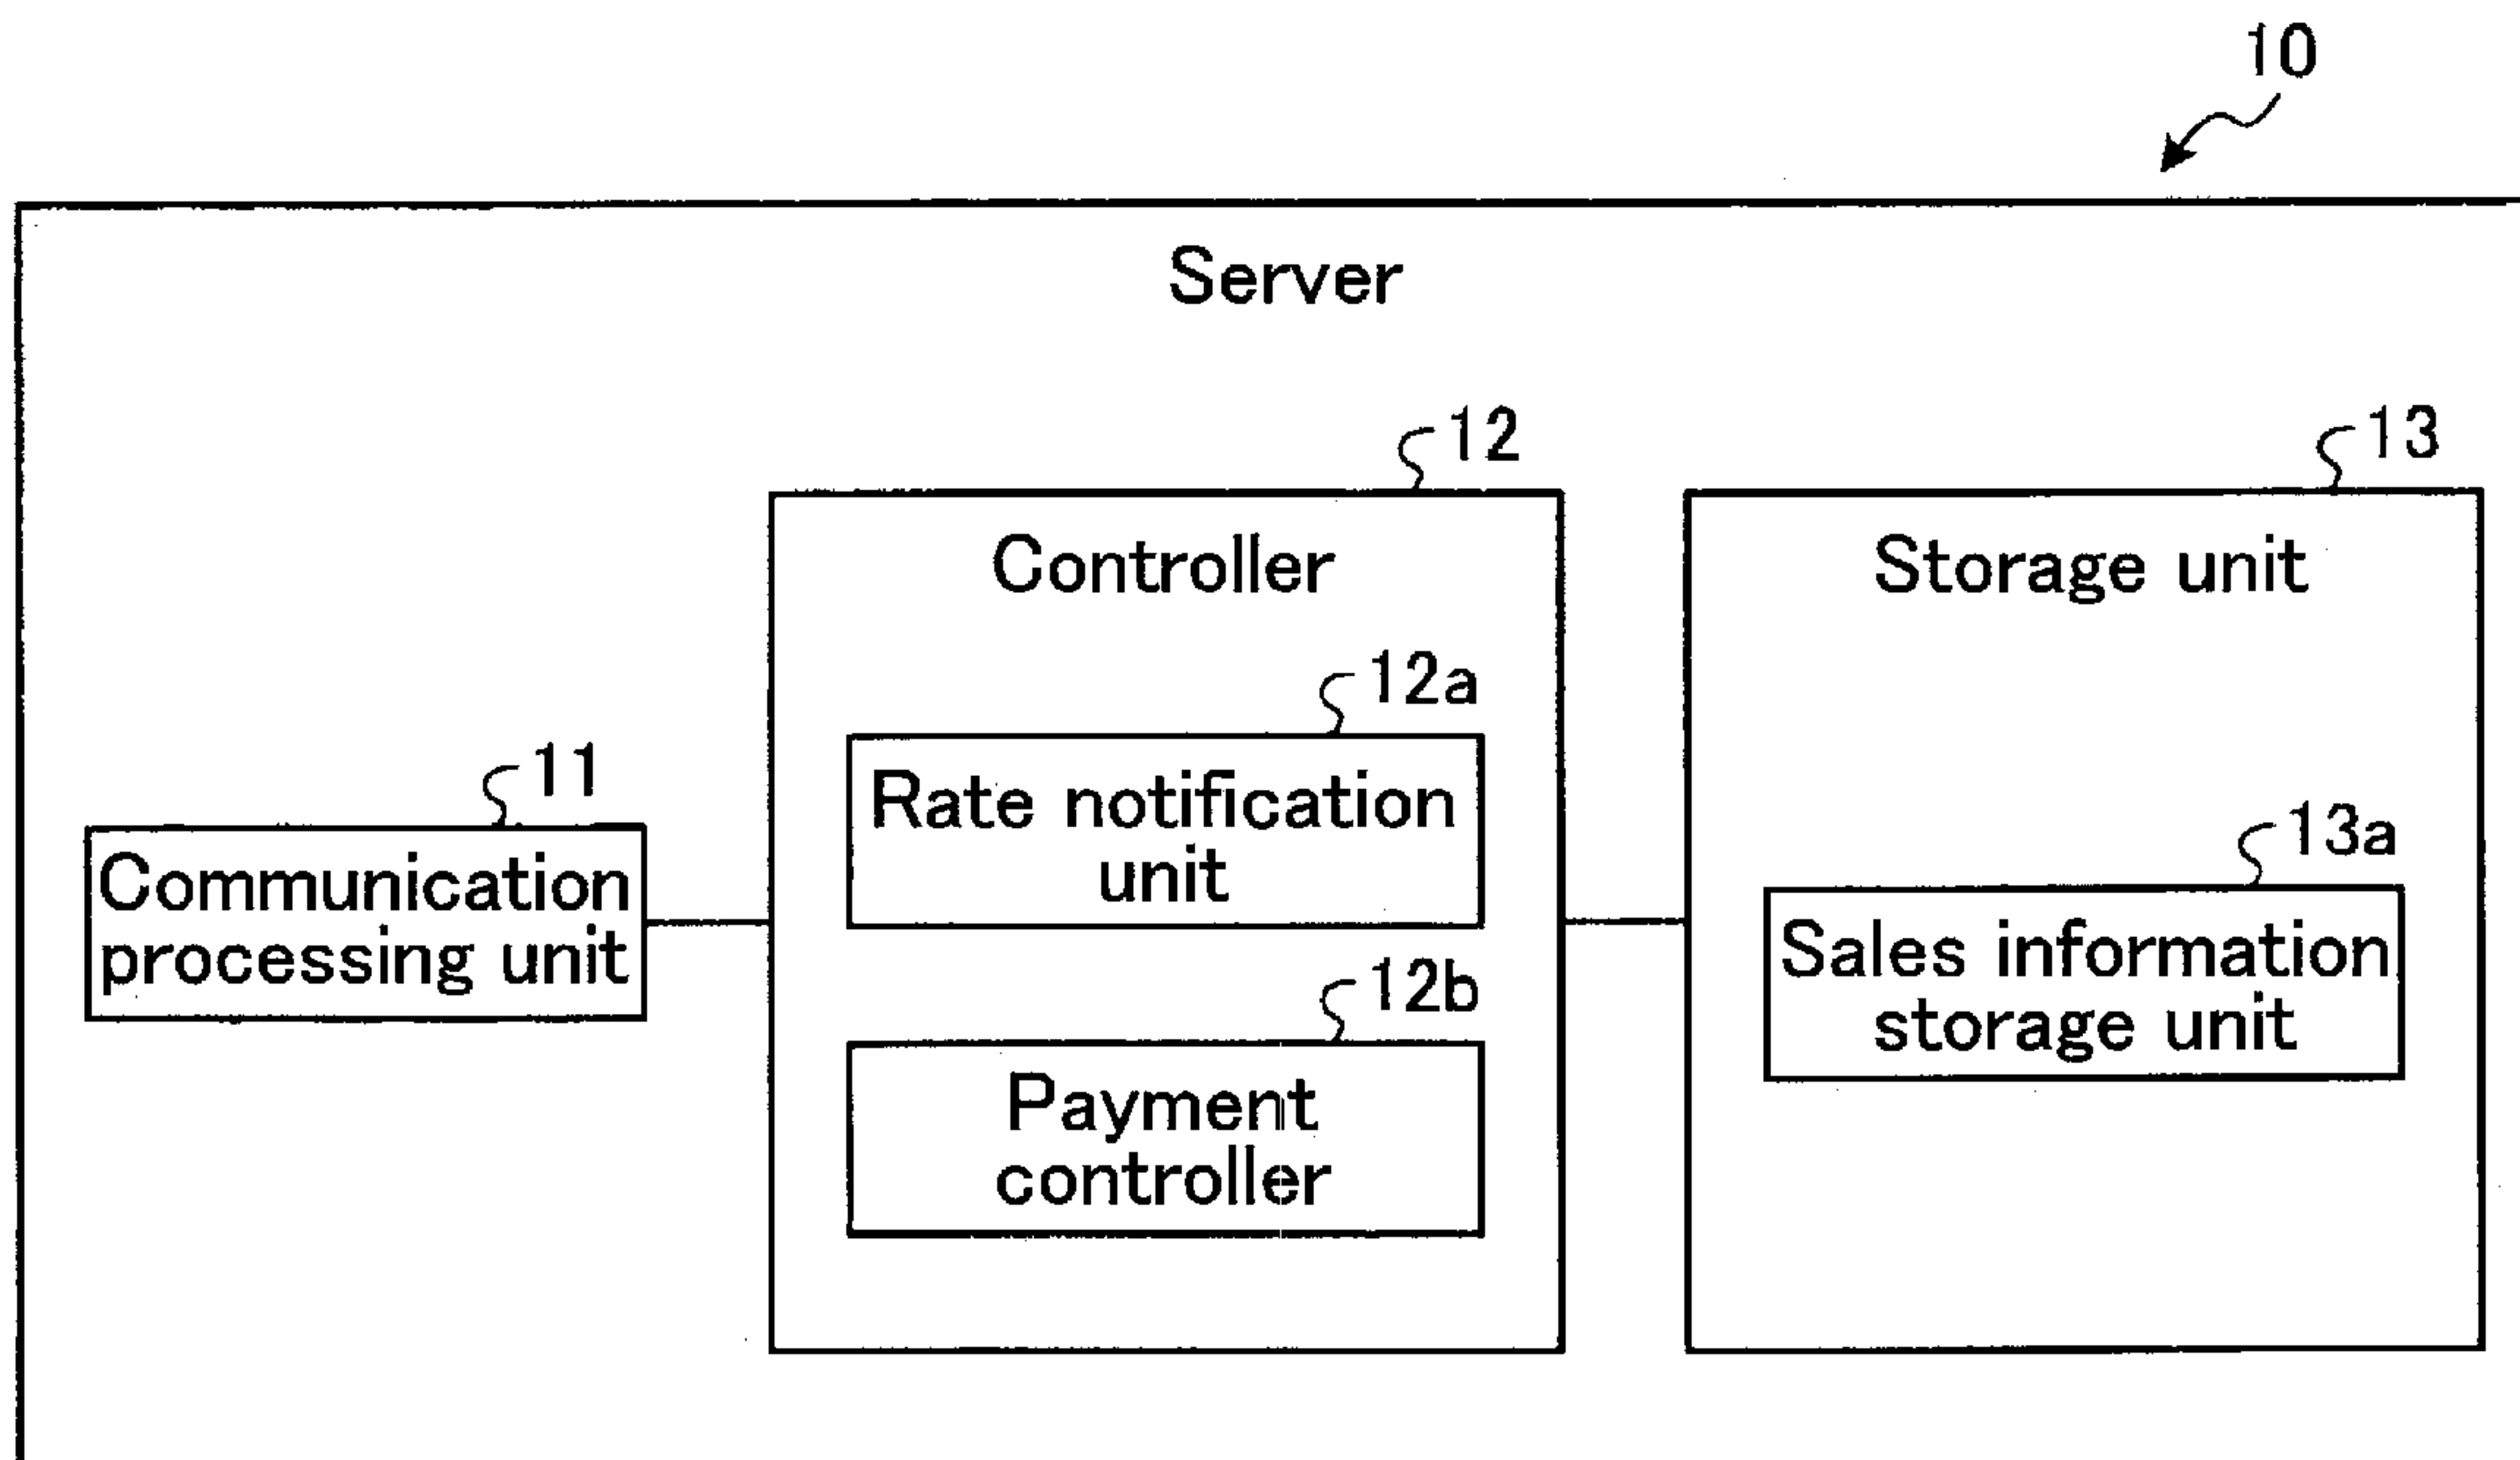 10
Server
12
13
Controller
Storage unit
12a
Rate notification
unit
11
Communication
processing unit
13a
Sales information
storage unit
12b
Payment
controller